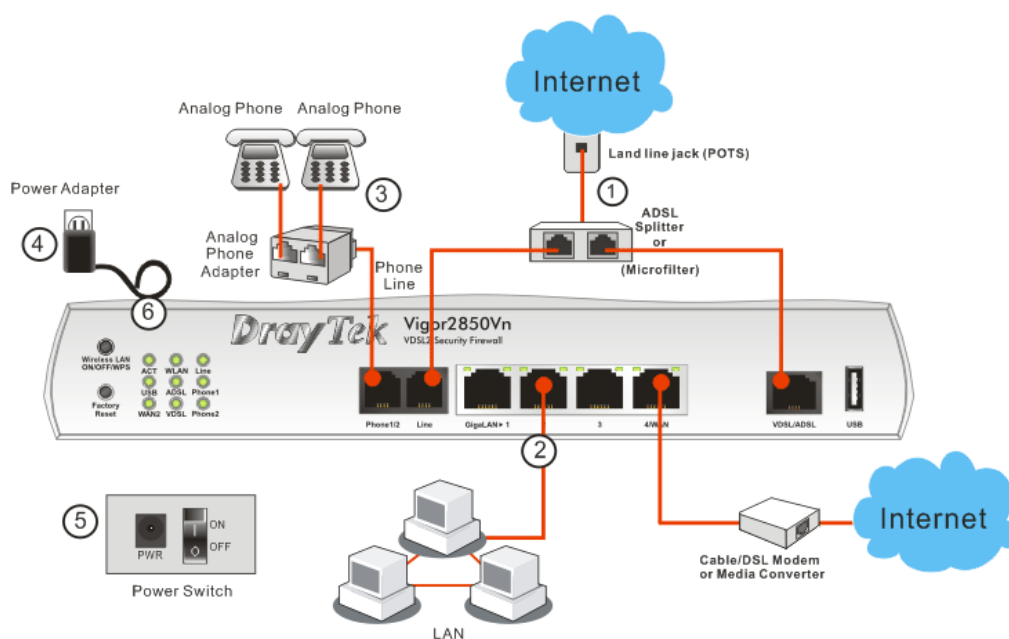 Internet
Analog Phone
Analog Phone
Land line jack (POTS)
1
3
Power Adapter
4
ADSL
Splitter
or
(Microfilter)
Analog
Phone
Adapter
Phone
Line
6
DrayTek
Vigor2850Vn
VDSL2 Security Firewall
Wireless LAN
ON/OFF/WPS
ACT
WLAN
Line
USB
ADSL
Phone1
Factory
Reset
WAN2
VDSL
Phone2
Phone1/2
Line
GigaLAN▶ 1
3
4/WAN
VDSL/ADSL
USB
2
5
PWR
I
ON
O
OFF
Power Switch
Internet
Cable/DSL Modem
or Media Converter
LAN